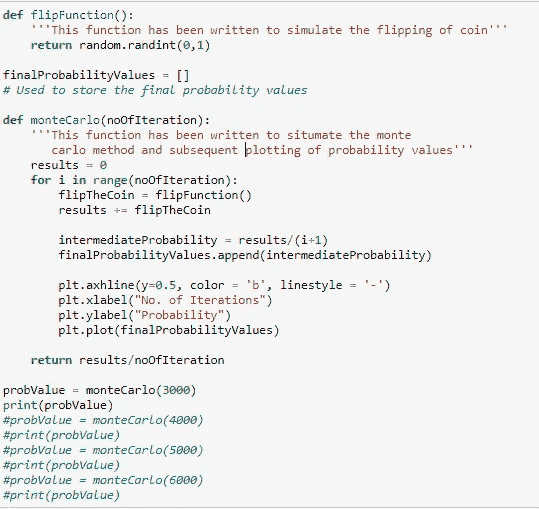 def flipFunction():
'''This function has been written to simulate the flipping of coin'''
return random.randint(0,1)
finalProbabilityValues = []
# Used to store the final probability values
def monteCarlo(noOfIteration):
'''This function has been written to situmate the monte
carlo method and subsequent plotting of probability values'''
results = 0
for i in range(noOfIteration):
flipTheCoin = flipFunction()
results += flipTheCoin
intermediateProbability = results/(i+1)
finalProbabilityValues.append(intermediateProbability)
plt.axhline(y=0.5, color = 'b', linestyle = '-')
plt.xlabel("No. of Iterations")
plt.ylabel("Probability")
plt.plot(finalProbabilityValues)
return results/noOfIteration
probValue = monteCarlo(3000)
print(probValue)
#probValue = monteCarlo(4000)
#print(probValue)
#probValue = monteCarlo(5000)
#print(probValue)
#probValue = monteCarlo(6000)
#print(probValue)